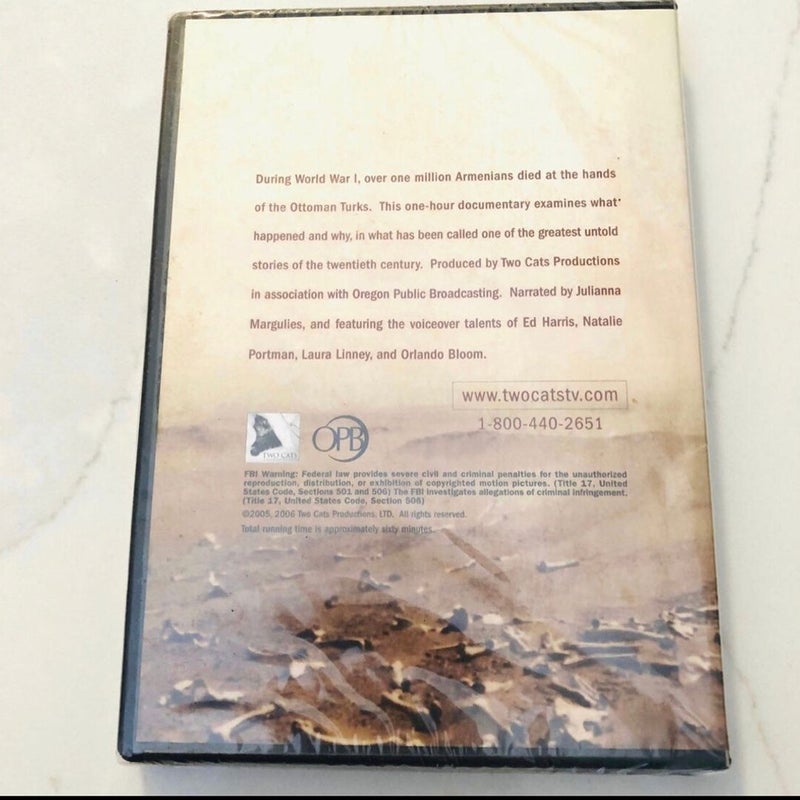 During World War I, over one million Armenians died at the hands
of the Ottoman Turks. This one-hour documentary examines what
happened and why, in what has been called one of the greatest untold
stories of the twentieth century. Produced by Two Cats Productions
in association with Oregon Public Broadcasting. Narrated by Julianna
Margulies, and featuring the voiceover talents of Ed Harris, Natalie
Portman, Laura Linney, and Orlando Bloom.
www.twocatstv.com
1-800-440-2651
TWO CATS
OPB
FBI Warning: Federal law provides severe civil and criminal penalties for the unauthorized
reproduction, distribution, or exhibition of copyrighted motion pictures. (Title 17, United
States Code, Sections 501 and 506) The FBI investigates allegations of criminal infringement.
(Title 17, United States Code, Section 506)
©2005, 2006 Two Cats Productions, LTD. All rights reserved.
Total running time is approximately sixty minutes.